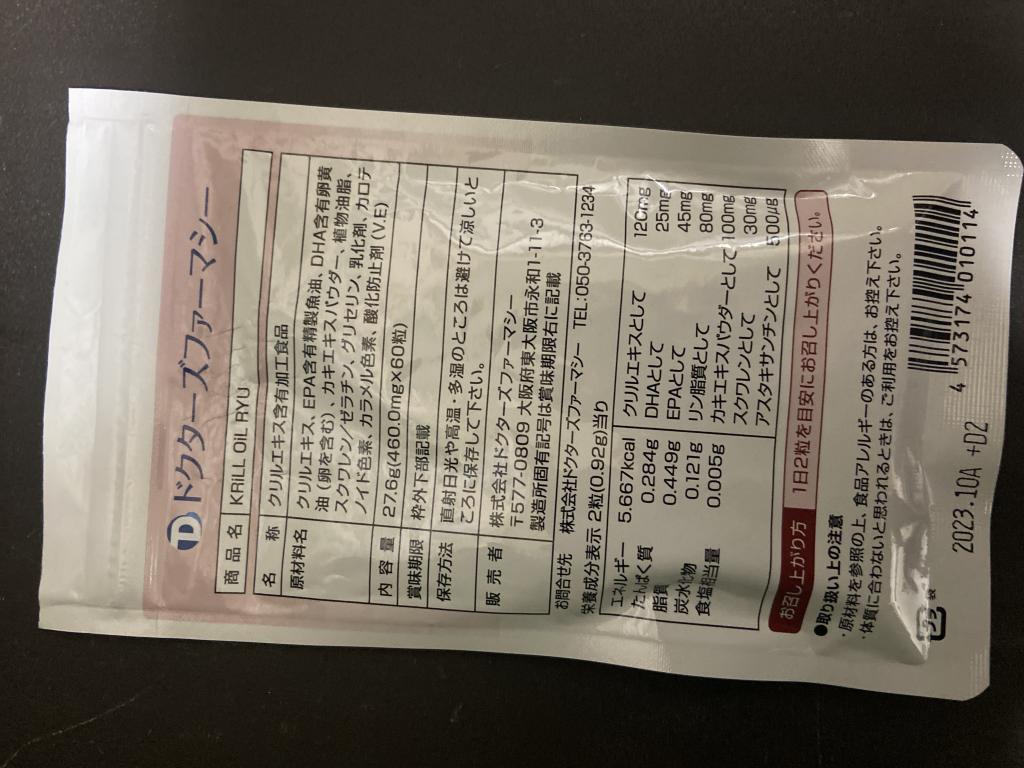 ドクターズファーマシー
商品名 KRiLL OiL RYU
名称 クリルエキス含有加工食品
原材料名 クリルエキス、EPA含有精製魚油、DHA含有卵黄
油（卵を含む）、カキエキスパウダー、植物油脂、
スクワレン/ゼラチン、グリセリン、乳化剤、カロテ
ノイド色素、カラメル色素、酸化防止剤（V.E）
内容量 27.6g(460.0mg×60粒)
賞味期限 枠外下部記載
保存方法 直射日光や高温・多湿のところは避けて涼しいと
ころに保存して下さい。
販売者 株式会社ドクターズファーマシー
〒577-0809 大阪府東大阪市永和1-11-3
製造所固有記号は賞味期限右に記載
お問合せ先 株式会社ドクターズファーマシー TEL:050-3763-1234
栄養成分表示 2粒(0.92g)当り
エネルギー 5.667kcal
たんぱく質 0.284g
脂質 0.449g
炭水化物 0.121g
食塩相当量 0.005g
クリルエキスとして 120mg
DHAとして 25mg
EPAとして 45mg
リン脂質として 80mg
カキエキスパウダーとして 100mg
スクワレンとして 30mg
アスタキサンチンとして 500μg
お召し上がり方 1日2粒を目安にお召し上がりください。
●取り扱い上の注意
・原材料を参照の上、食品アレルギーのある方は、お控え下さい。
・体質に合わないと思われるときは、ご利用をお控え下さい。
プラ 袋
4 573174 010114
2023.10A +D2